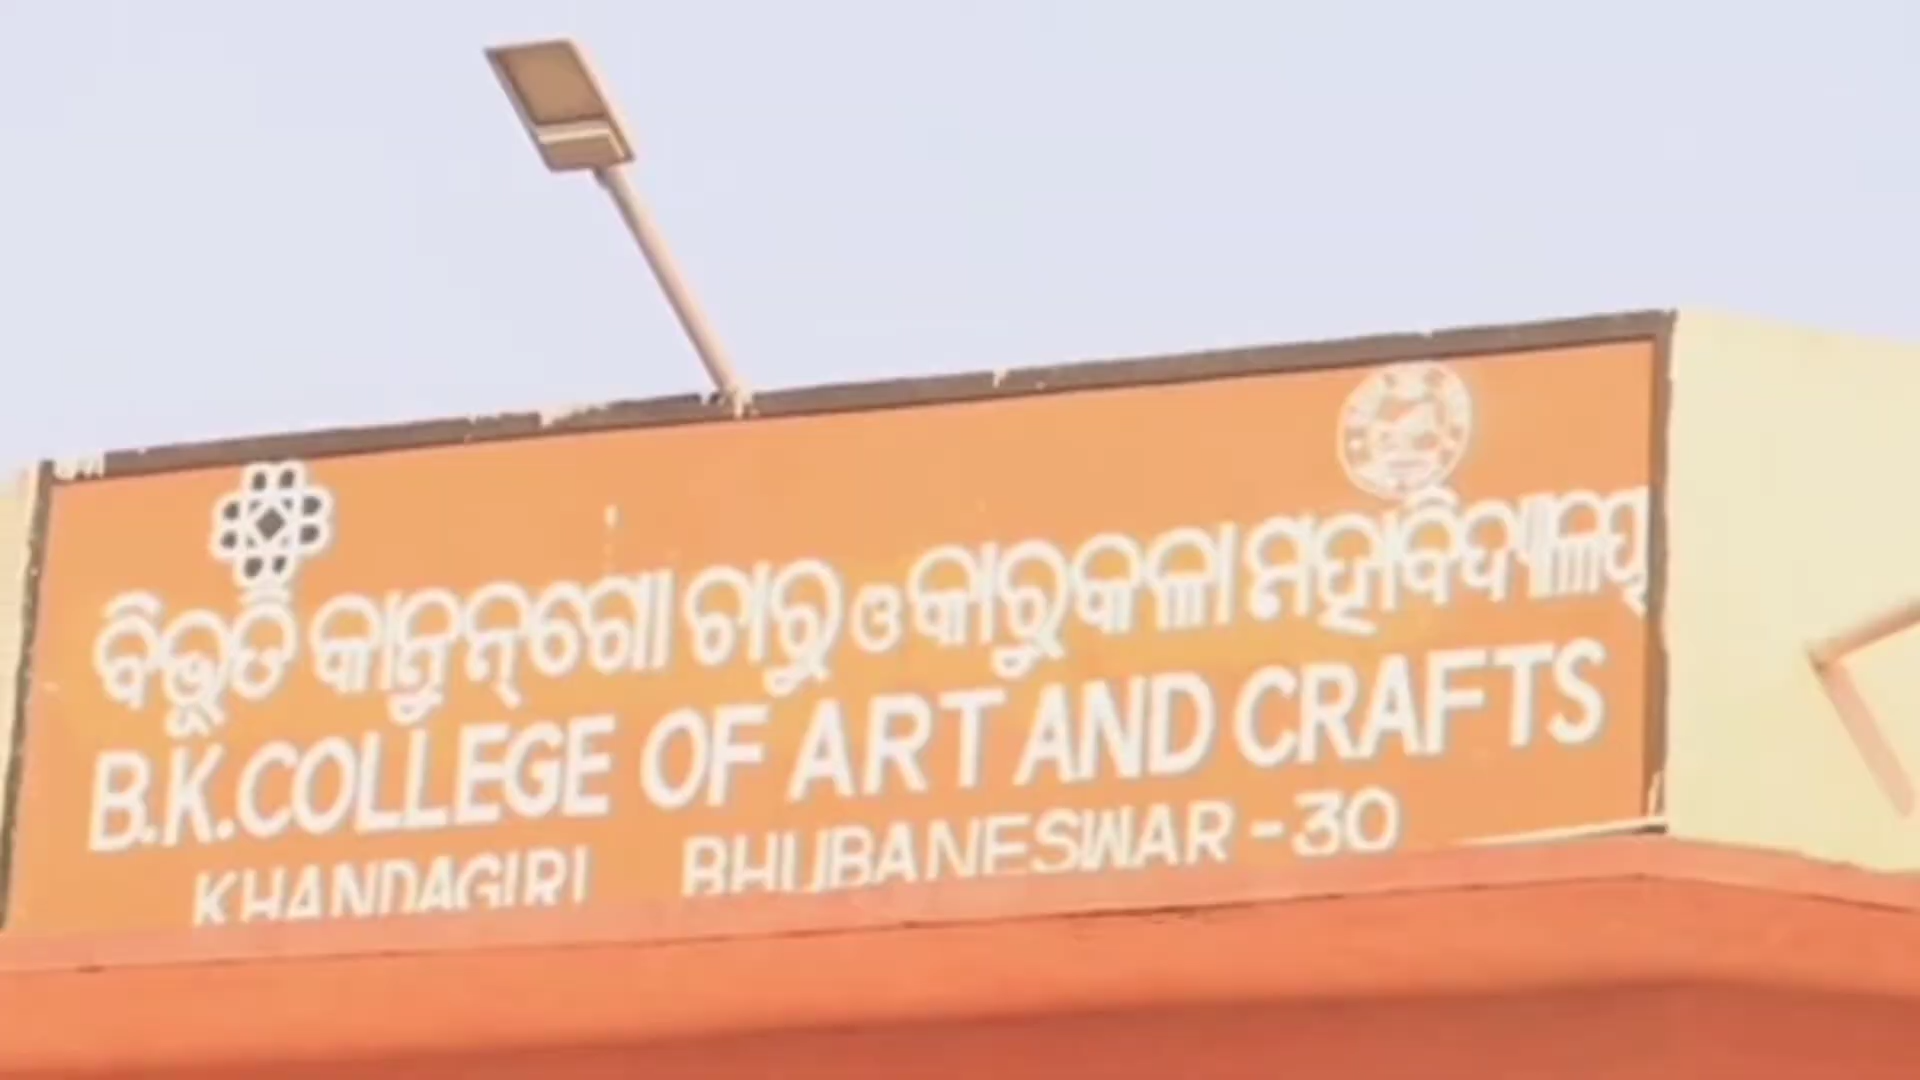 ବିଭୂତି କାନୁନ୍‌ଗୋ ଚାରୁ ଓ କାରୁକଳା ମହାବିଦ୍ୟାଳୟ
B.K.COLLEGE OF ART AND CRAFTS
KHANDAGIRI BHUBANESWAR - 30